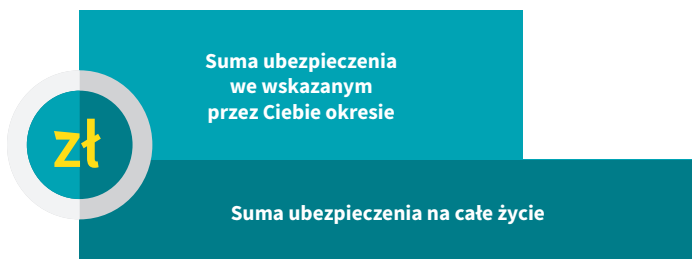 Suma ubezpieczenia
we wskazanym
przez Ciebie okresie
zł
Suma ubezpieczenia na całe życie